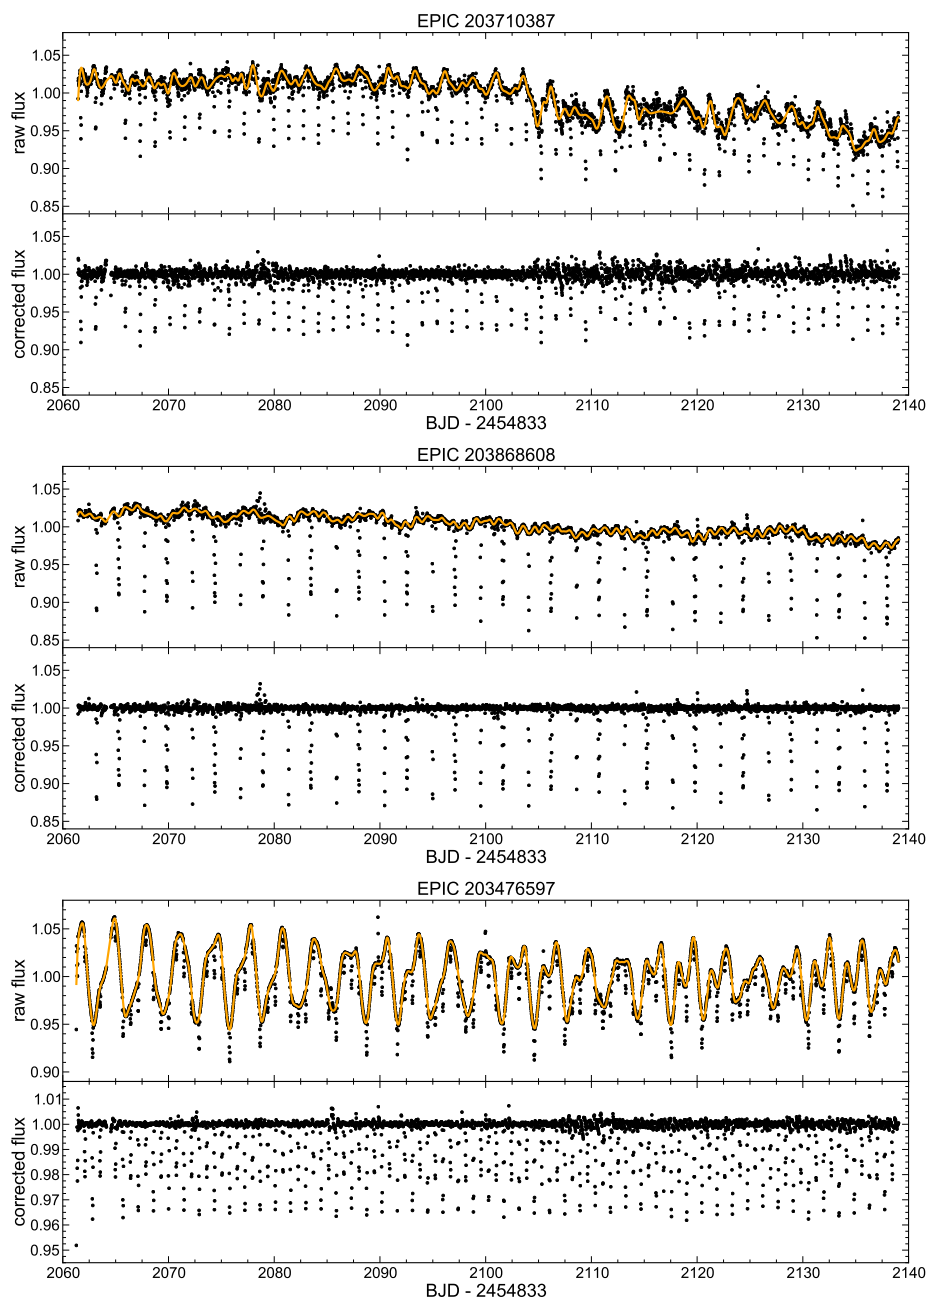 EPIC 203710387
1.05
1.00
0.95
0.90
0.85
raw flux
1.05
1.00
0.95
0.90
0.85
corrected flux
2060 2070 2080 2090 2100 2110 2120 2130 2140
BJD - 2454833
EPIC 203868608
1.05
1.00
0.95
0.90
0.85
raw flux
1.05
1.00
0.95
0.90
0.85
corrected flux
2060 2070 2080 2090 2100 2110 2120 2130 2140
BJD - 2454833
EPIC 203476597
1.05
1.00
0.95
0.90
raw flux
1.01
1.00
0.99
0.98
0.97
0.96
0.95
corrected flux
2060 2070 2080 2090 2100 2110 2120 2130 2140
BJD - 2454833